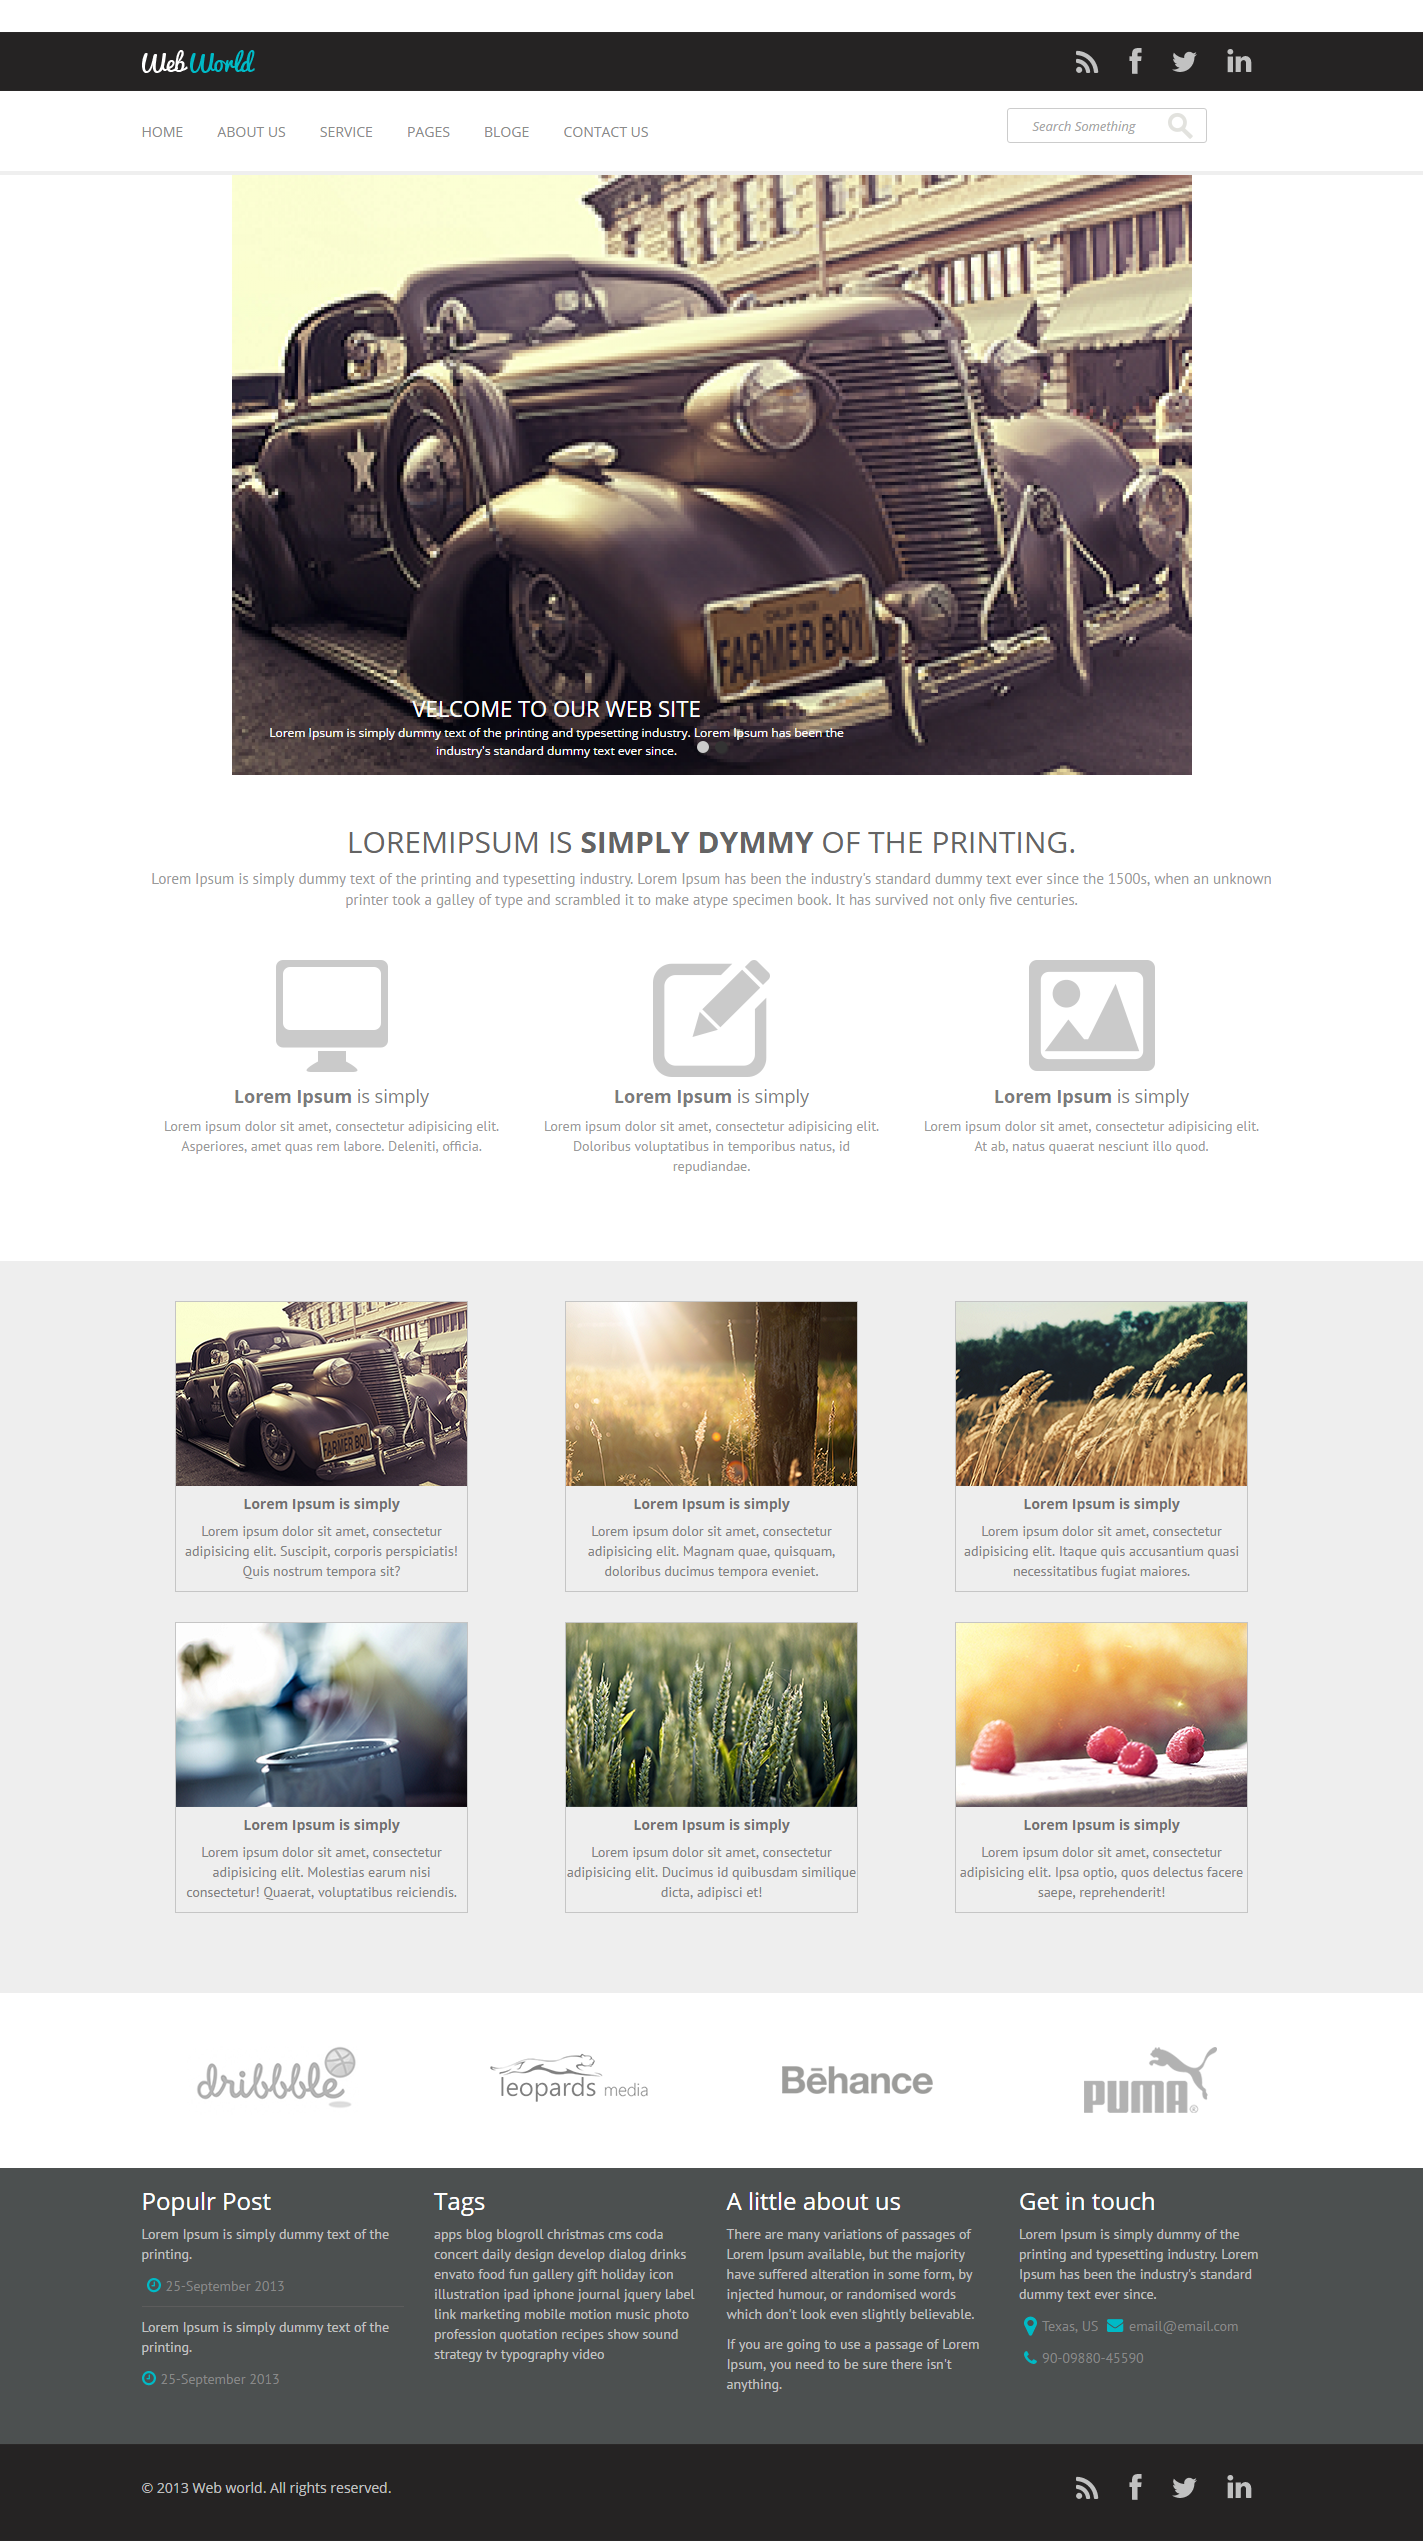 Web World
HOME ABOUT US SERVICE PAGES BLOGE CONTACT US
Search Something
FARMER BOY
VELCOME TO OUR WEB SITE
Lorem Ipsum is simply dummy text of the printing and typesetting industry. Lorem Ipsum has been the
industry's standard dummy text ever since.
LOREMIPSUM IS SIMPLY DYMMY OF THE PRINTING.
Lorem Ipsum is simply dummy text of the printing and typesetting industry. Lorem Ipsum has been the industry's standard dummy text ever since the 1500s, when an unknown
printer took a galley of type and scrambled it to make atype specimen book. It has survived not only five centuries.
Lorem Ipsum is simply
Lorem ipsum dolor sit amet, consectetur adipisicing elit.
Asperiores, amet quas rem labore. Deleniti, officia.
Lorem Ipsum is simply
Lorem ipsum dolor sit amet, consectetur adipisicing elit.
Doloribus voluptatibus in temporibus natus, id
repudiandae.
Lorem Ipsum is simply
Lorem ipsum dolor sit amet, consectetur adipisicing elit.
At ab, natus quaerat nesciunt illo quod.
FARMER BOY
Lorem Ipsum is simply
Lorem ipsum dolor sit amet, consectetur
adipisicing elit. Suscipit, corporis perspiciatis!
Quis nostrum tempora sit?
Lorem Ipsum is simply
Lorem ipsum dolor sit amet, consectetur
adipisicing elit. Magnam quae, quisquam,
doloribus ducimus tempora eveniet.
Lorem Ipsum is simply
Lorem ipsum dolor sit amet, consectetur
adipisicing elit. Itaque quis accusantium quasi
necessitatibus fugiat maiores.
Lorem Ipsum is simply
Lorem ipsum dolor sit amet, consectetur
adipisicing elit. Molestias earum nisi
consectetur! Quaerat, voluptatibus reiciendis.
Lorem Ipsum is simply
Lorem ipsum dolor sit amet, consectetur
adipisicing elit. Ducimus id quibusdam similique
dicta, adipisci et!
Lorem Ipsum is simply
Lorem ipsum dolor sit amet, consectetur
adipisicing elit. Ipsa optio, quos delectus facere
saepe, reprehenderit!
dribbble
leopards media
Bēhance
PUMA®
Populr Post
Lorem Ipsum is simply dummy text of the
printing.
25-September 2013
Lorem Ipsum is simply dummy text of the
printing.
25-September 2013
Tags
apps blog blogroll christmas cms coda
concert daily design develop dialog drinks
envato food fun gallery gift holiday icon
illustration ipad iphone journal jquery label
link marketing mobile motion music photo
profession quotation recipes show sound
strategy tv typography video
A little about us
There are many variations of passages of
Lorem Ipsum available, but the majority
have suffered alteration in some form, by
injected humour, or randomised words
which don't look even slightly believable.
If you are going to use a passage of Lorem
Ipsum, you need to be sure there isn't
anything.
Get in touch
Lorem Ipsum is simply dummy of the
printing and typesetting industry. Lorem
Ipsum has been the industry's standard
dummy text ever since.
Texas, US email@email.com
90-09880-45590
© 2013 Web world. All rights reserved.